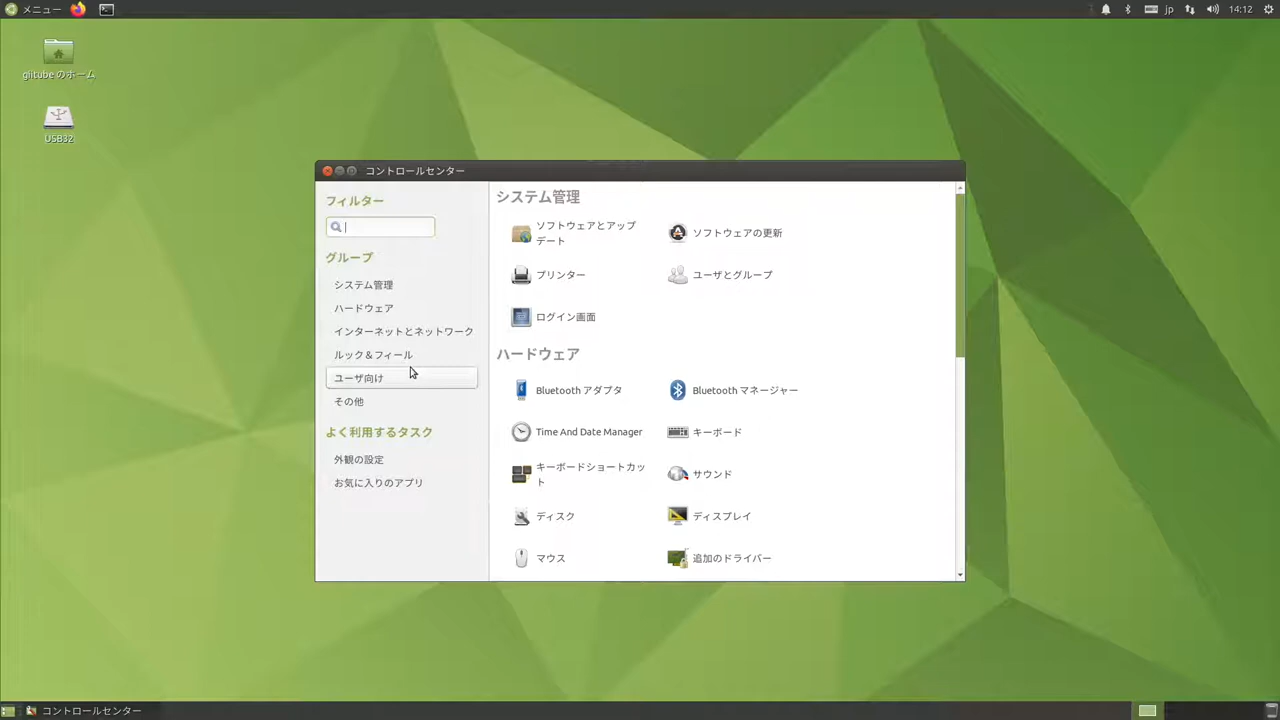 メニュー
jp
14:12
glitube のホーム
USB32
コントロールセンター
フィルター
グループ
システム管理
ハードウェア
インターネットとネットワーク
ルック＆フィール
ユーザ向け
その他
よく利用するタスク
外観の設定
お気に入りのアプリ
システム管理
ソフトウェアとアップ
デート
ソフトウェアの更新
プリンター
ユーザとグループ
ログイン画面
ハードウェア
Bluetooth アダプタ
Bluetooth マネージャー
Time And Date Manager
キーボード
キーボードショートカッ
ト
サウンド
ディスク
ディスプレイ
マウス
追加のドライバー
コントロールセンター